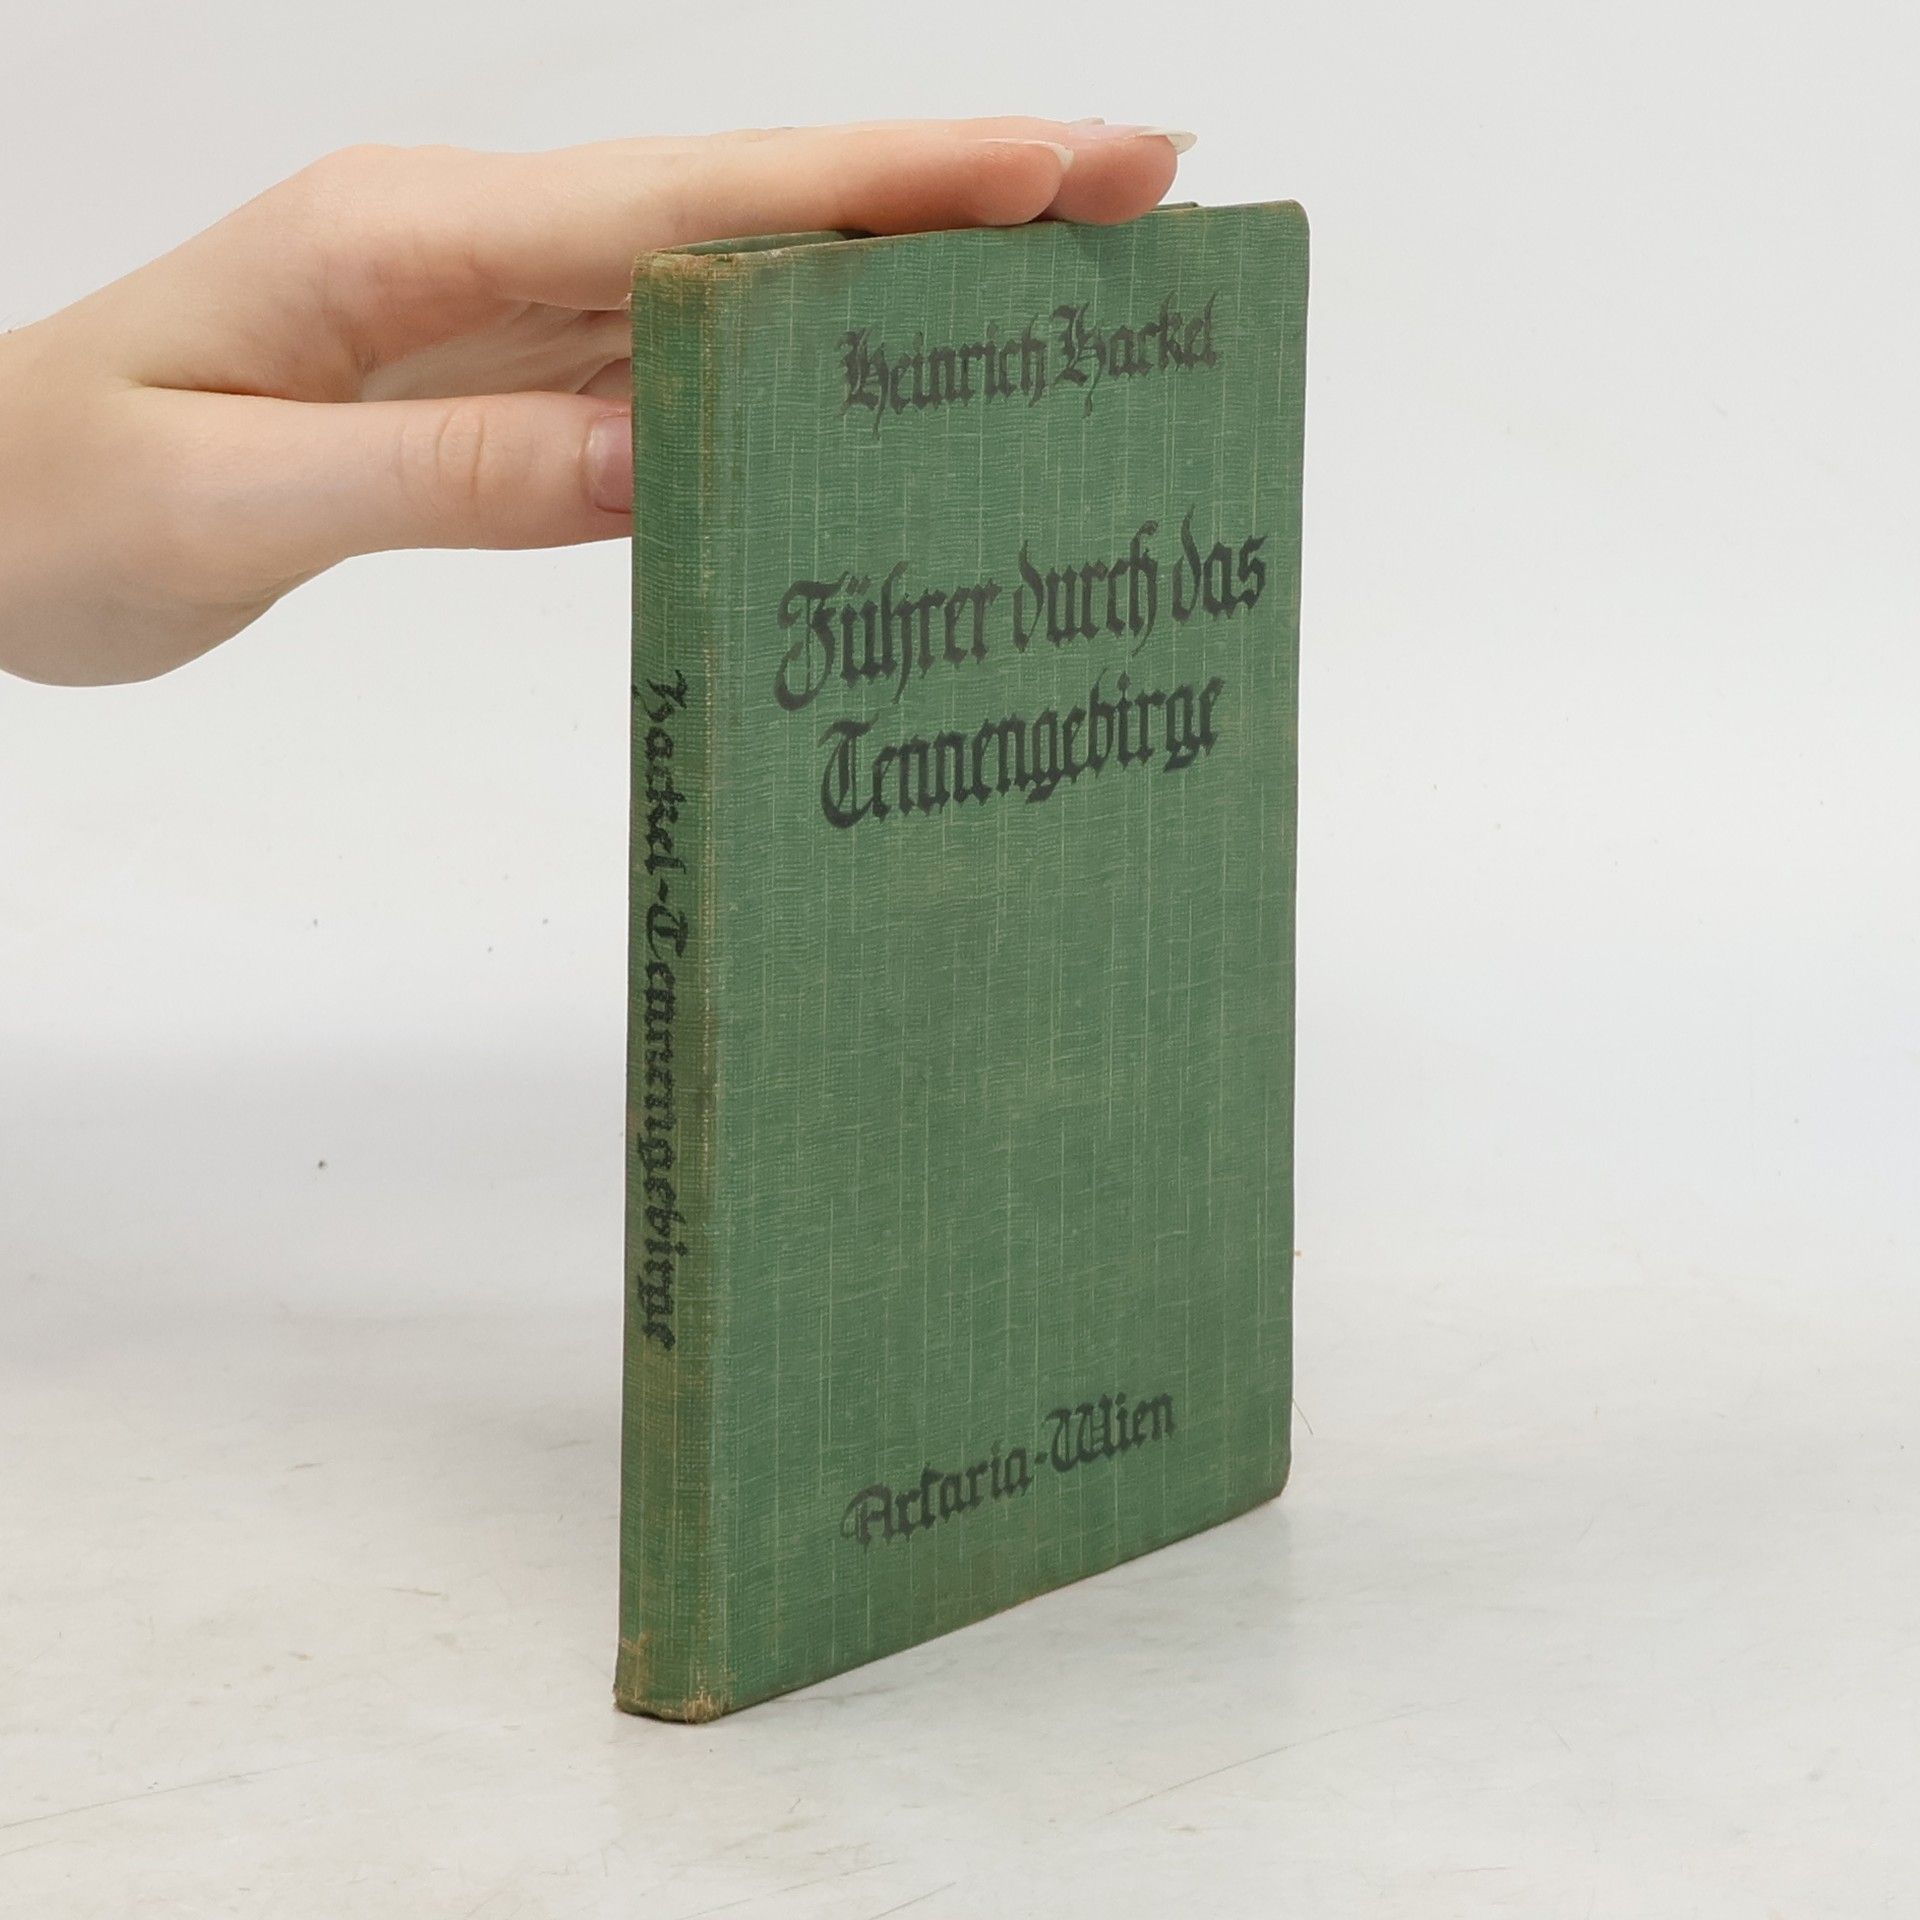 Heinrich Hackel
Führer durch das
Tennengebirge
Artaria-Wien
Hackel-Tennengebirge